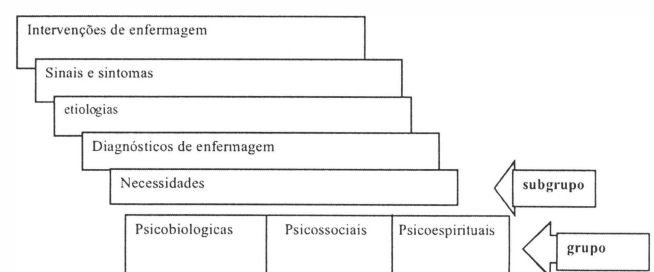 Intervenções de enfermagem
Sinais e sintomas
etiologias
Diagnósticos de enfermagem
Necessidades
subgrupo
Psicobiologicas
Psicossociais
Psicoespirituais
grupo